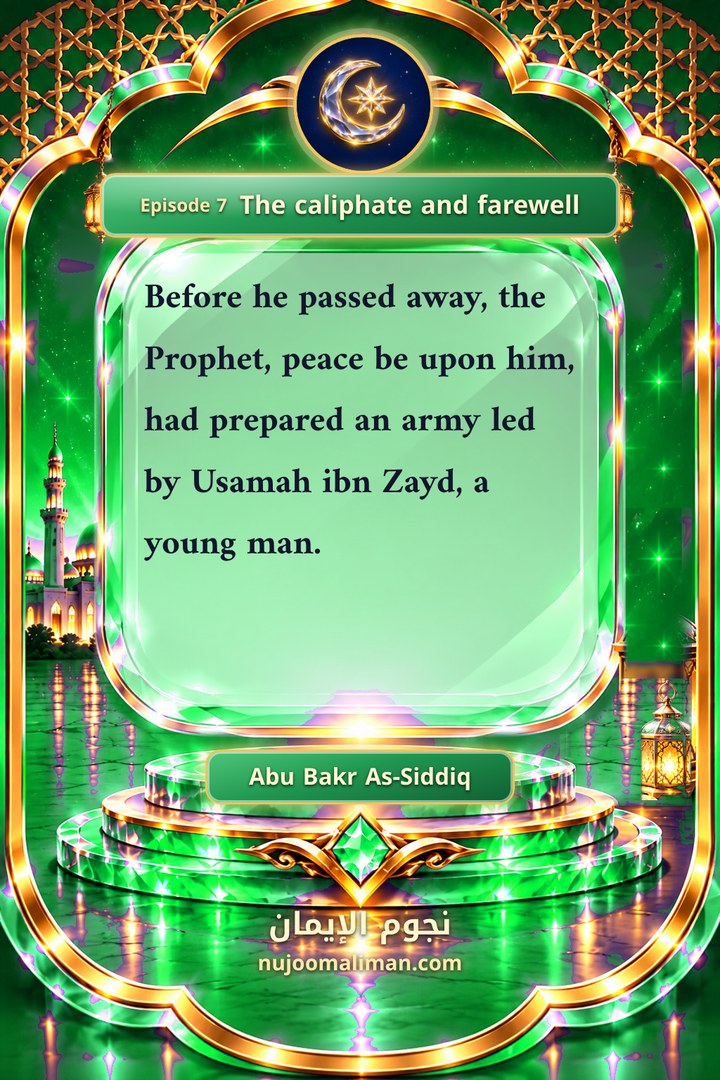 Episode 7 The caliphate and farewell
Before he passed away, the
Prophet, peace be upon him,
had prepared an army led
by Usamah ibn Zayd, a
young man.
Abu Bakr As-Siddiq
نجوم الإيمان
nujoomaliman.com